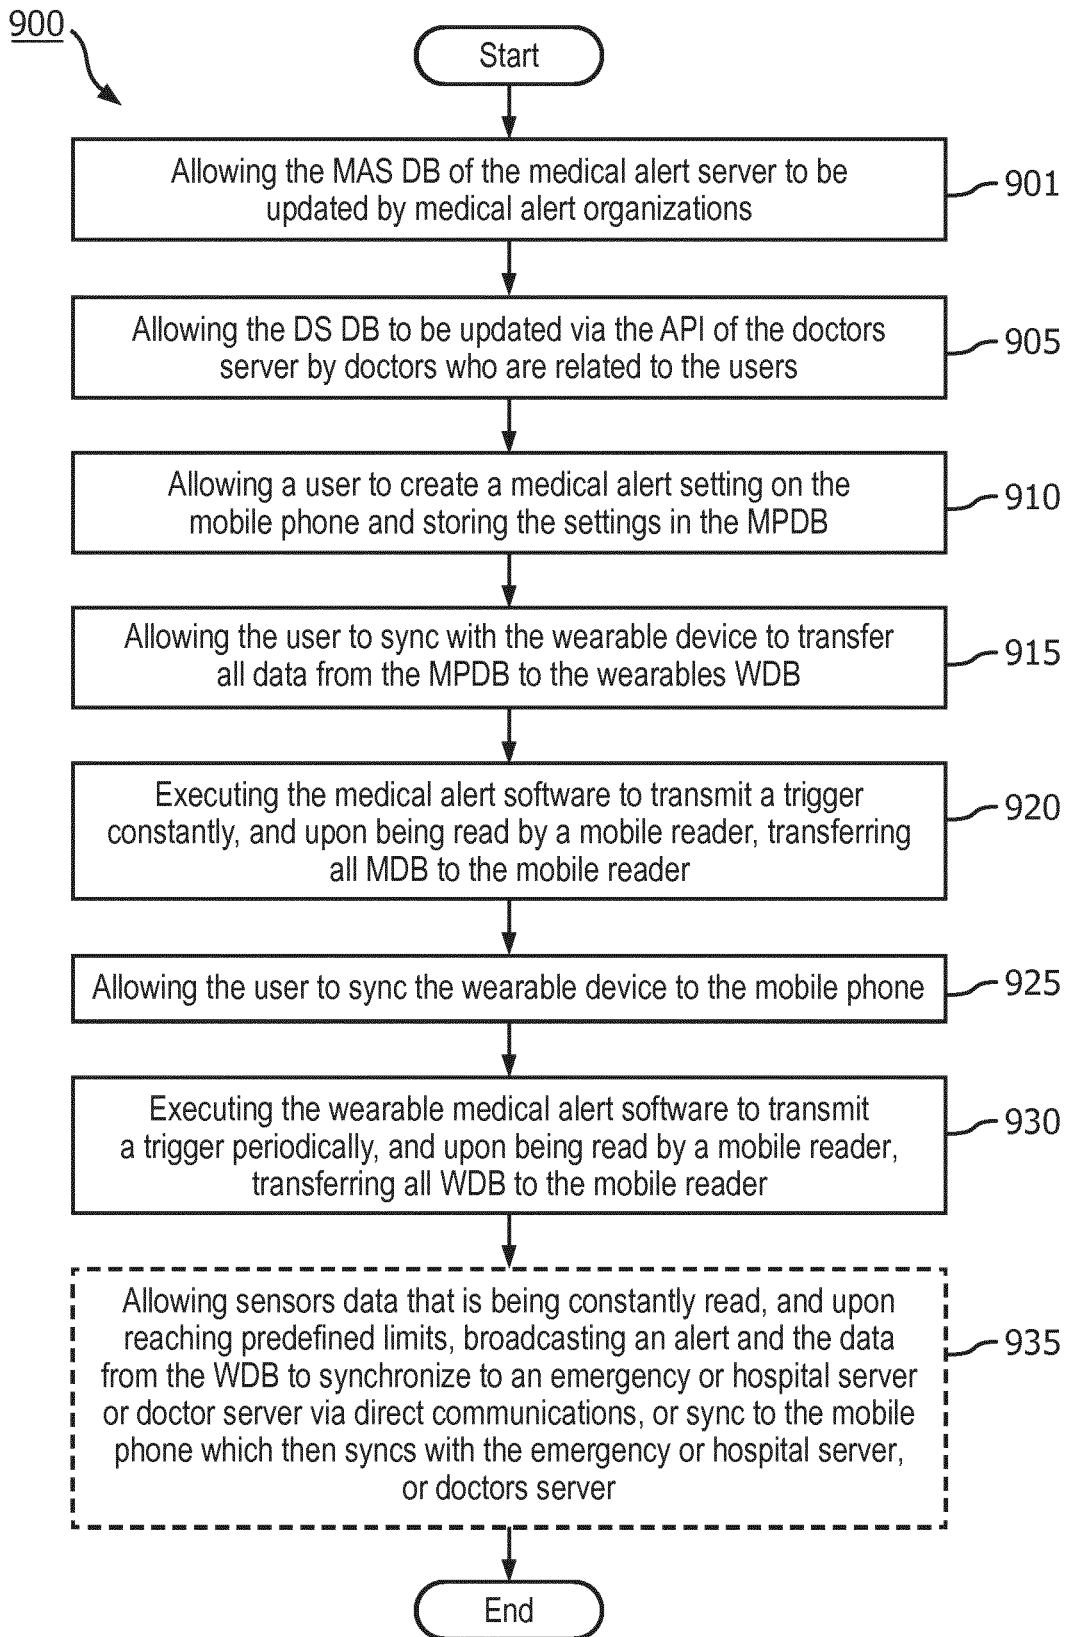 900
Start
Allowing the MAS DB of the medical alert server to be
updated by medical alert organizations
901
Allowing the DS DB to be updated via the API of the doctors
server by doctors who are related to the users
905
Allowing a user to create a medical alert setting on the
mobile phone and storing the settings in the MPDB
910
Allowing the user to sync with the wearable device to transfer
all data from the MPDB to the wearables WDB
915
Executing the medical alert software to transmit a trigger
constantly, and upon being read by a mobile reader, transferring
all MDB to the mobile reader
920
Allowing the user to sync the wearable device to the mobile phone
925
Executing the wearable medical alert software to transmit
a trigger periodically, and upon being read by a mobile reader,
transferring all WDB to the mobile reader
930
Allowing sensors data that is being constantly read, and upon
reaching predefined limits, broadcasting an alert and the data
from the WDB to synchronize to an emergency or hospital server
or doctor server via direct communications, or sync to the mobile
phone which then syncs with the emergency or hospital server,
or doctors server
935
End